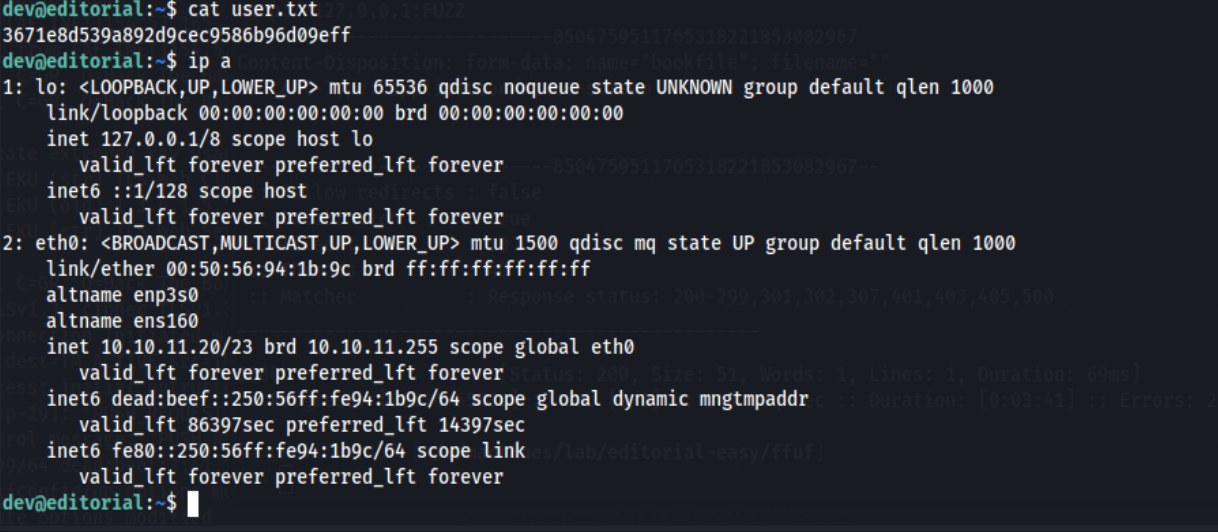 dev@editorial:~$ cat user.txt
3671e8d539a892d9cec9586b96d09eff
dev@editorial:~$ ip a
1: lo: <LOOPBACK,UP,LOWER_UP> mtu 65536 qdisc noqueue state UNKNOWN group default qlen 1000
    link/loopback 00:00:00:00:00:00 brd 00:00:00:00:00:00
    inet 127.0.0.1/8 scope host lo
       valid_lft forever preferred_lft forever
    inet6 ::1/128 scope host
       valid_lft forever preferred_lft forever
2: eth0: <BROADCAST,MULTICAST,UP,LOWER_UP> mtu 1500 qdisc mq state UP group default qlen 1000
    link/ether 00:50:56:94:1b:9c brd ff:ff:ff:ff:ff:ff
    altname enp3s0
    altname ens160
    inet 10.10.11.20/23 brd 10.10.11.255 scope global eth0
       valid_lft forever preferred_lft forever
    inet6 dead:beef::250:56ff:fe94:1b9c/64 scope global dynamic mngtmpaddr
       valid_lft 86397sec preferred_lft 14397sec
    inet6 fe80::250:56ff:fe94:1b9c/64 scope link
       valid_lft forever preferred_lft forever
dev@editorial:~$